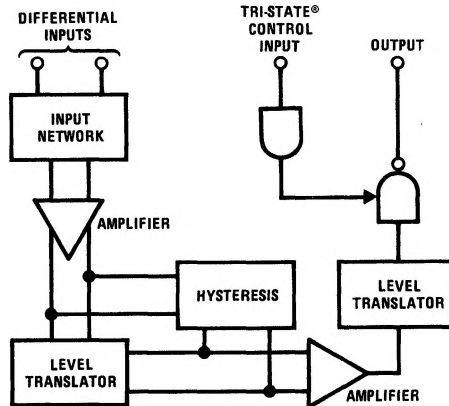 DIFFERENTIAL
INPUTS
TRI-STATE®
CONTROL
INPUT
OUTPUT
INPUT
NETWORK
AMPLIFIER
HYSTERESIS
LEVEL
TRANSLATOR
LEVEL
TRANSLATOR
AMPLIFIER